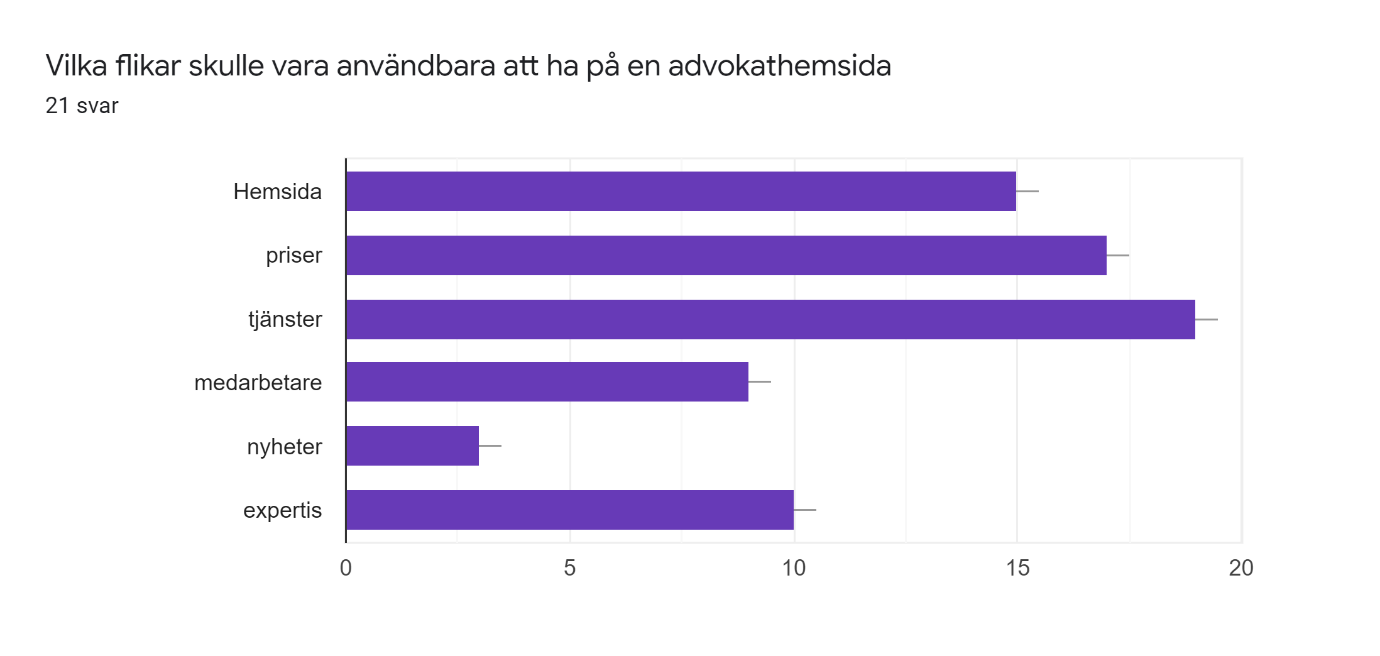 Vilka flikar skulle vara användbara att ha på en advokathemsida
21 svar
Hemsida
priser
tjänster
medarbetare
nyheter
expertis
0 5 10 15 20